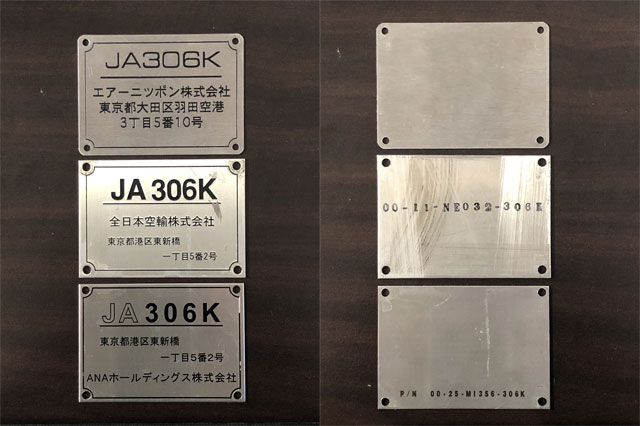 JA306K
エアーニッポン株式会社
東京都大田区羽田空港
3丁目5番10号
JA 306K
全日本空輸株式会社
東京都港区東新橋
一丁目5番2号
JA 306K
東京都港区東新橋
一丁目5番2号
ANAホールディングス株式会社
00-11-NE032-306K
P/N 00-25-M1356-306K